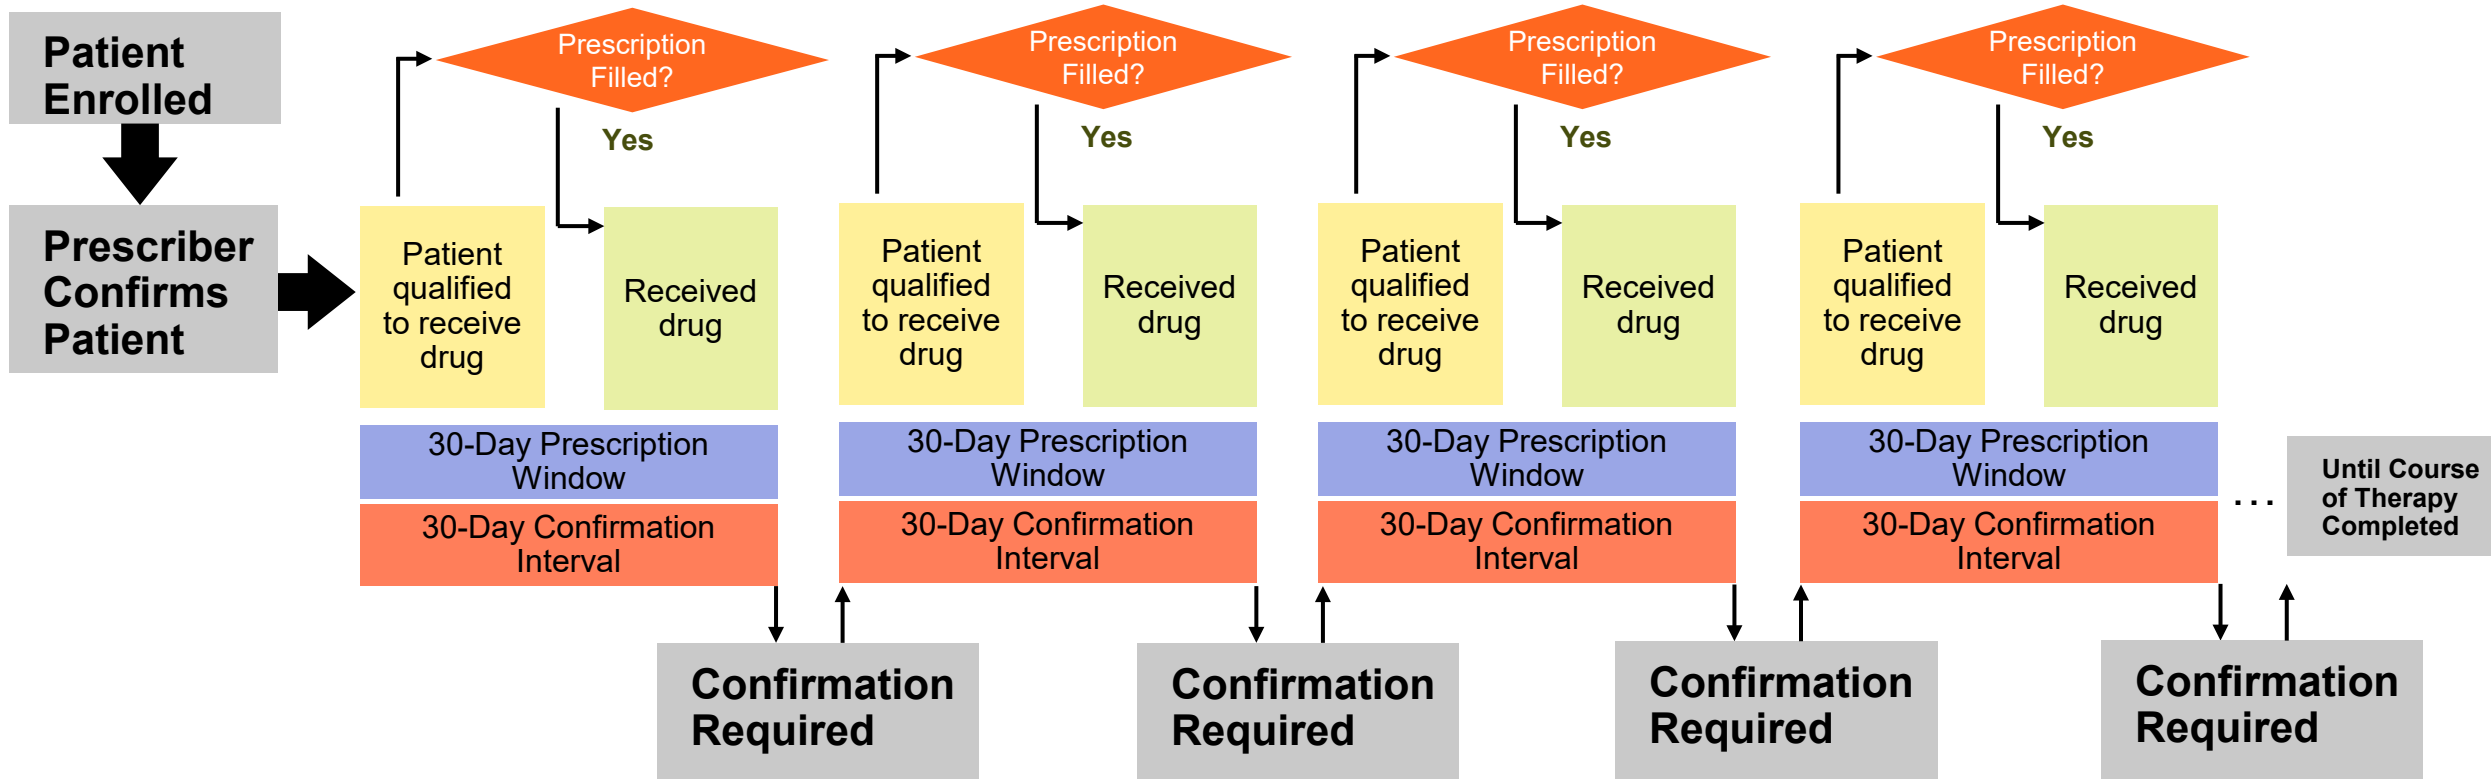 Patient
Enrolled
Prescriber
Confirms
Patient
Prescription
Filled?
Yes
Patient
qualified
to receive
drug
Received
drug
30-Day Prescription
Window
30-Day Confirmation
Interval
Confirmation
Required
Prescription
Filled?
Yes
Patient
qualified
to receive
drug
Received
drug
30-Day Prescription
Window
30-Day Confirmation
Interval
Confirmation
Required
Prescription
Filled?
Yes
Patient
qualified
to receive
drug
Received
drug
30-Day Prescription
Window
30-Day Confirmation
Interval
Confirmation
Required
Prescription
Filled?
Yes
Patient
qualified
to receive
drug
Received
drug
30-Day Prescription
Window
30-Day Confirmation
Interval
Confirmation
Required
...
Until Course
of Therapy
Completed